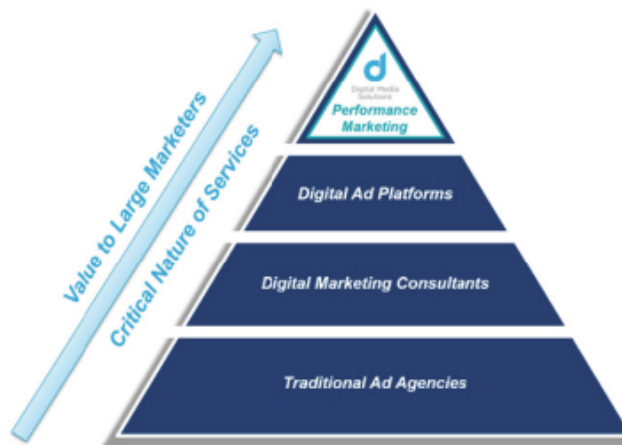 d
Digital Media
Solutions
Performance
Marketing
Value to Large Marketers
Critical Nature of Services
Digital Ad Platforms
Digital Marketing Consultants
Traditional Ad Agencies